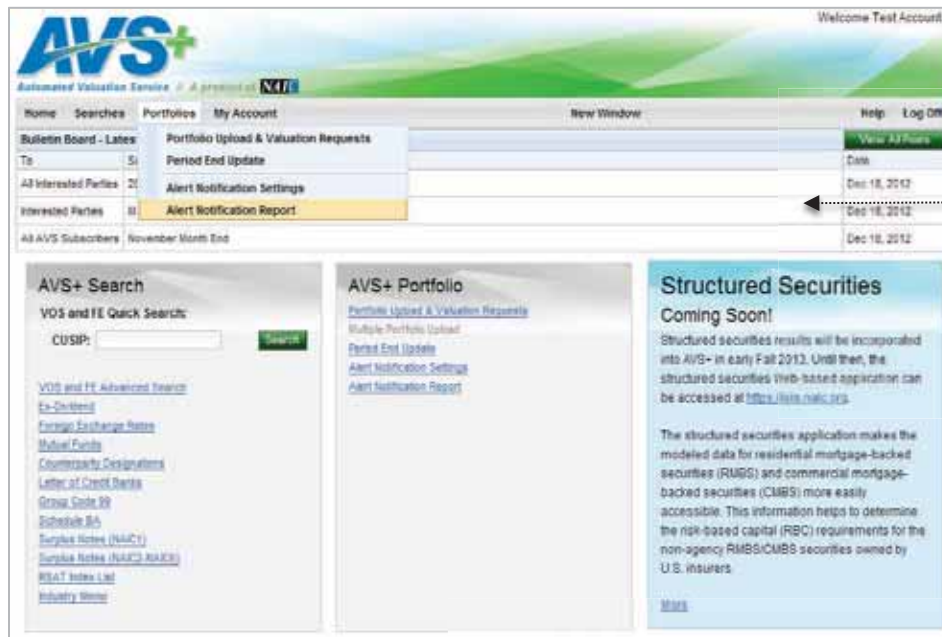 Welcome Test Account
AVS+
Automated Valuation Service // A product of NAIC
Home Searches Portfolios My Account New Window Help Log Off
Bulletin Board - Lates View All Rows
Portfolio Upload & Valuation Requests
Period End Update
Alert Notification Settings
Alert Notification Report
To Su Date
All Interested Parties 20 Dec 18, 2012
Interested Parties Dec 18, 2012
All AVS Subscribers November Month End Dec 18, 2012
AVS+ Search
VOS and FE Quick Search:
CUSIP: Search
VOS and FE Advanced Search
Ex-Dividend
Foreign Exchange Rates
Mutual Funds
Counterparty Designations
Letter of Credit Banks
Group Code 99
Schedule BA
Surplus Notes (NAIC1)
Surplus Notes (NAIC2-NAIC6)
RSAT Index List
Industry Memo
AVS+ Portfolio
Portfolio Upload & Valuation Requests
Multiple Portfolio Upload
Period End Update
Alert Notification Settings
Alert Notification Report
Structured Securities
Coming Soon!
Structured securities results will be incorporated
into AVS+ in early Fall 2013. Until then, the
structured securities Web-based application can
be accessed at
The structured securities application makes the
modeled data for residential mortgage-backed
securities (RMBS) and commercial mortgage-
backed securities (CMBS) more easily
accessible. This information helps to determine
the risk-based capital (RBC) requirements for the
non-agency RMBS/CMBS securities owned by
U.S. insurers.
More